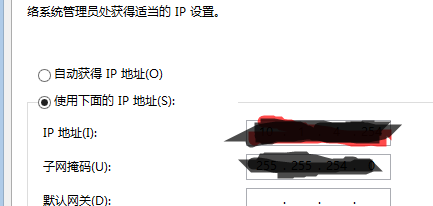 络系统管理员处获得适当的 IP 设置。
自动获得 IP 地址(O)
使用下面的 IP 地址(S):
IP 地址(I):
子网掩码(U):
默认网关(D):